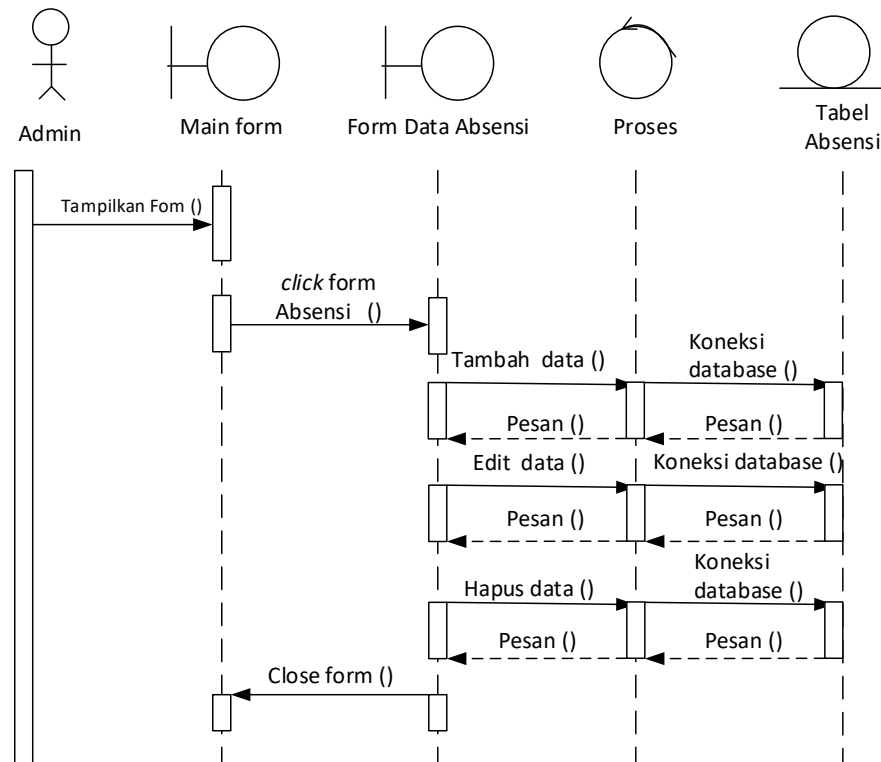 Admin
Main form
Form Data Absensi
Proses
Tabel
Absensi
Tampilkan Fom ()
click form
Absensi ()
Tambah data ()
Koneksi
database ()
Pesan ()
Pesan ()
Edit data ()
Koneksi database ()
Pesan ()
Pesan ()
Hapus data ()
Koneksi
database ()
Pesan ()
Pesan ()
Close form ()